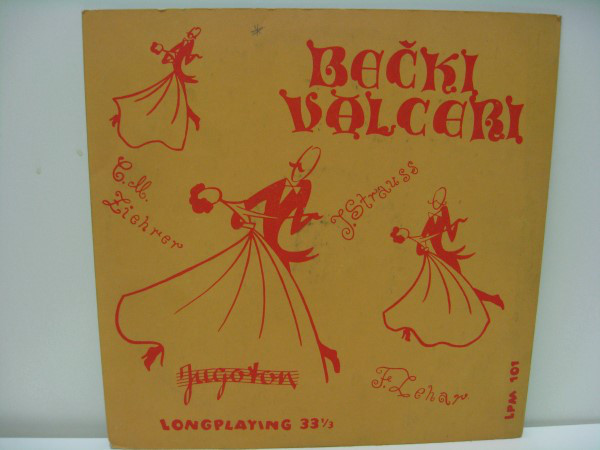 BEČKI
VALCERI
C.M.
Ziehrer
J. Strauss
Jugoton
F. Lehar
LONGPLAYING 33⅓
LPM 101